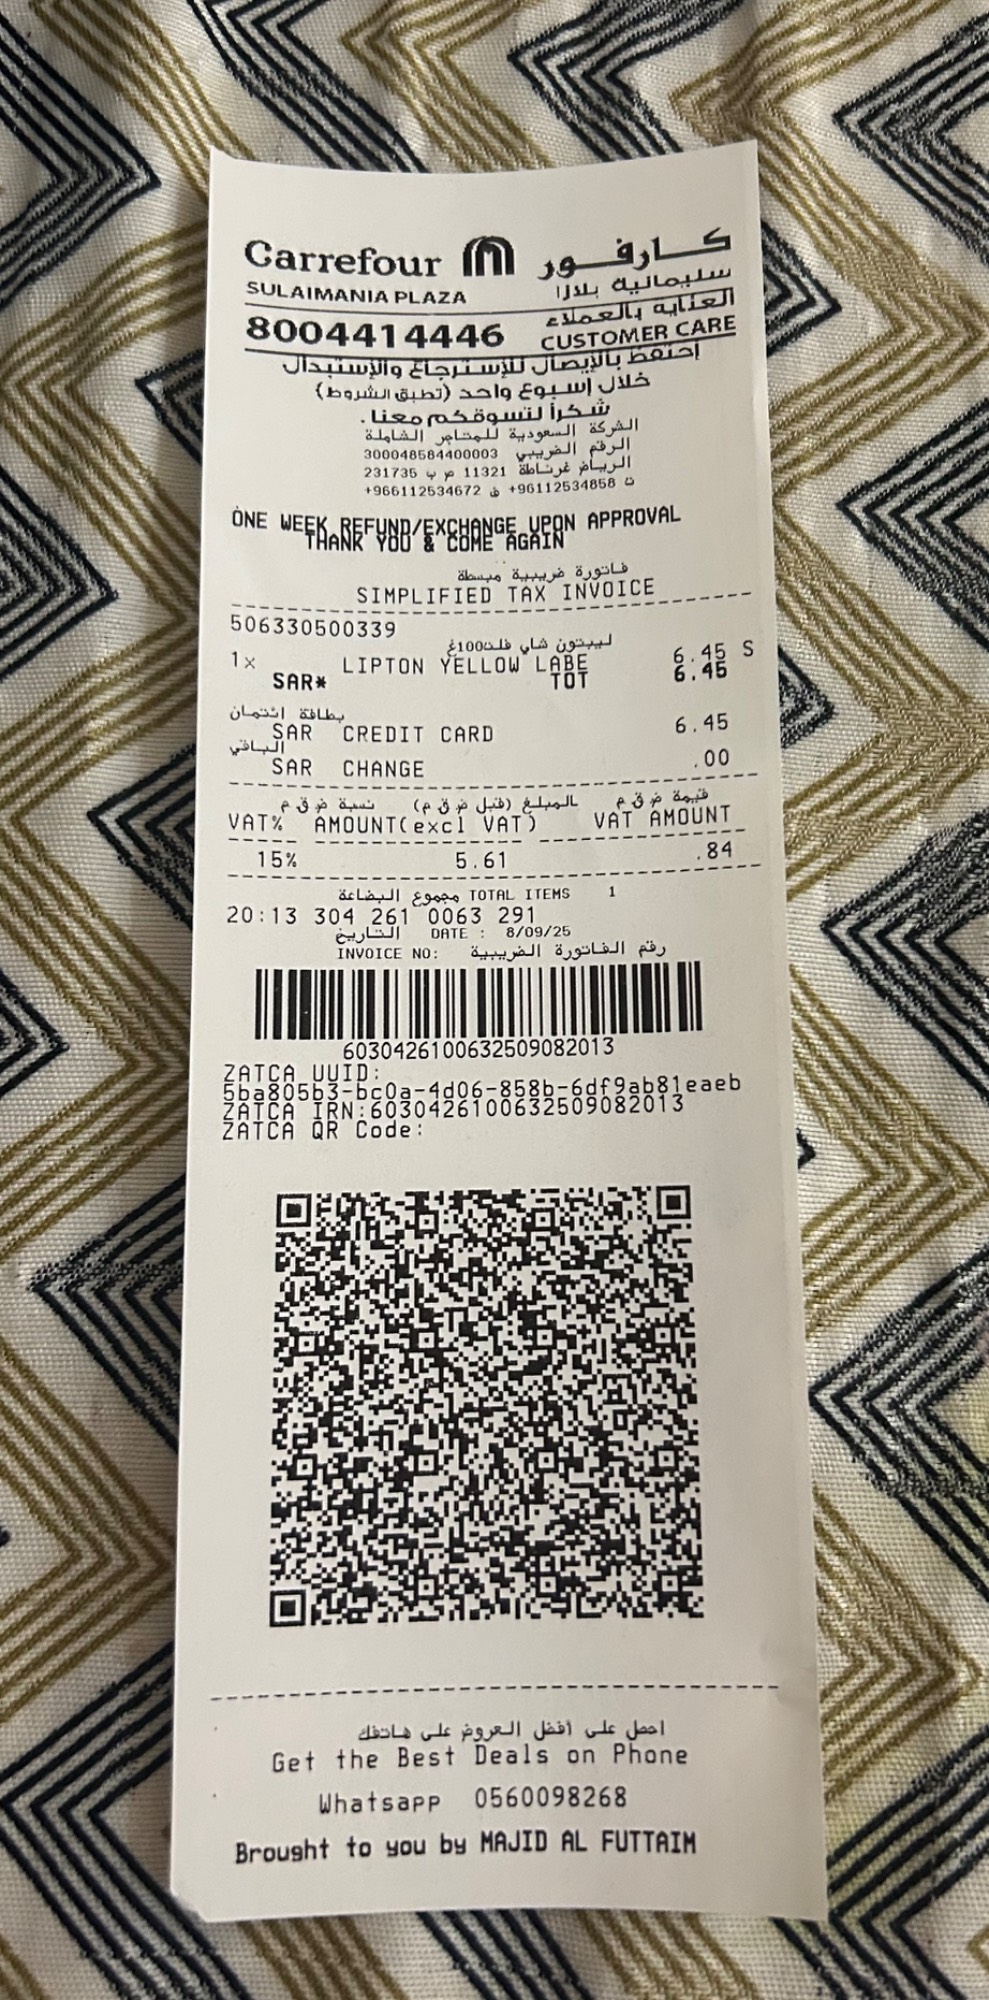 Carrefour كارفور
SULAIMANIA PLAZA سليمانية بلازا
العناية بالعملاء
8004414446 CUSTOMER CARE
إحتفظ بالإيصال للإسترجاع والإستبدال
خلال إسبوع واحد (تطبق الشروط)
شكراً لتسوقكم معنا.
الشركة السعودية للمتاجر الشاملة
الرقم الضريبي 300048584400003
الرياض غرناطة 11321 ص ب 231735
ت +96112534858 ف +966112534672
ONE WEEK REFUND/EXCHANGE UPON APPROVAL
THANK YOU & COME AGAIN
فاتورة ضريبية مبسطة
SIMPLIFIED TAX INVOICE
506330500339
ليبتون شاي فلت100غ
1x LIPTON YELLOW LABE 6.45 S
SAR* TOT 6.45
بطاقة إئتمان
SAR CREDIT CARD 6.45
الباقي
SAR CHANGE .00
نسبة ض ق م المبلغ (قبل ض ق م) قيمة ض ق م
VAT% AMOUNT(excl VAT) VAT AMOUNT
15% 5.61 .84
مجموع البضاعة TOTAL ITEMS 1
20:13 304 261 0063 291
التاريخ DATE : 8/09/25
INVOICE NO: رقم الفاتورة الضريبية
6030426100632509082013
ZATCA UUID:
5ba805b3-bc0a-4d06-858b-6df9ab81eaeb
ZATCA IRN:6030426100632509082013
ZATCA QR Code:
احصل على أفضل العروض على هاتفك
Get the Best Deals on Phone
Whatsapp 0560098268
Brought to you by MAJID AL FUTTAIM